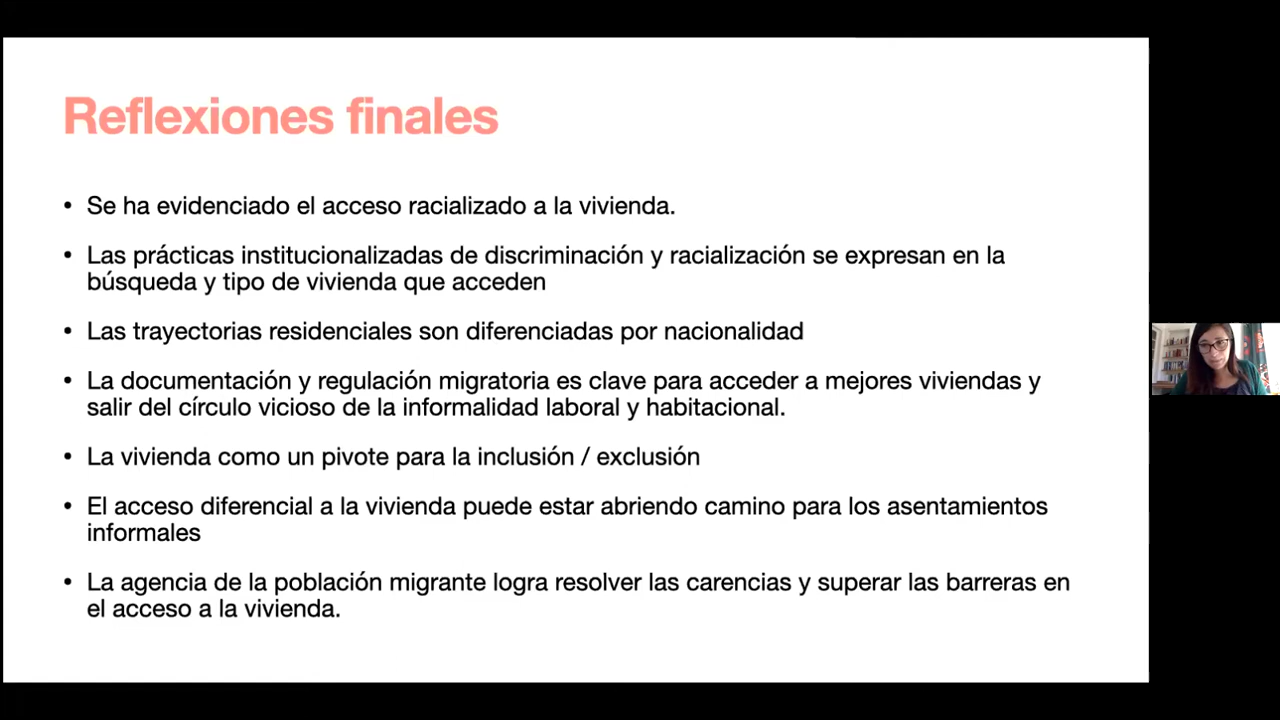 Reflexiones finales
• Se ha evidenciado el acceso racializado a la vivienda.
• Las prácticas institucionalizadas de discriminación y racialización se expresan en la
búsqueda y tipo de vivienda que acceden
• Las trayectorias residenciales son diferenciadas por nacionalidad
• La documentación y regulación migratoria es clave para acceder a mejores viviendas y
salir del círculo vicioso de la informalidad laboral y habitacional.
• La vivienda como un pivote para la inclusión / exclusión
• El acceso diferencial a la vivienda puede estar abriendo camino para los asentamientos
informales
• La agencia de la población migrante logra resolver las carencias y superar las barreras en
el acceso a la vivienda.